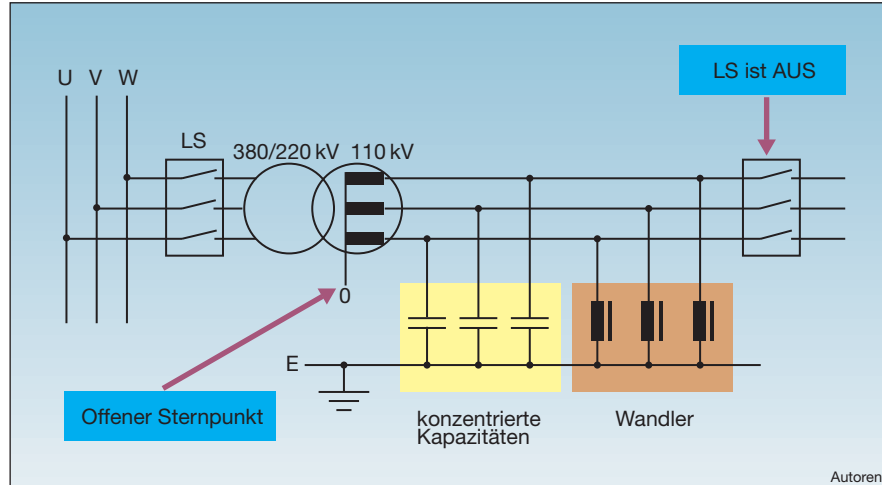 LS ist AUS
U V W
LS
380/220 kV 110 kV
0
E
Offener Sternpunkt
konzentrierte
Kapazitäten
Wandler
Autoren